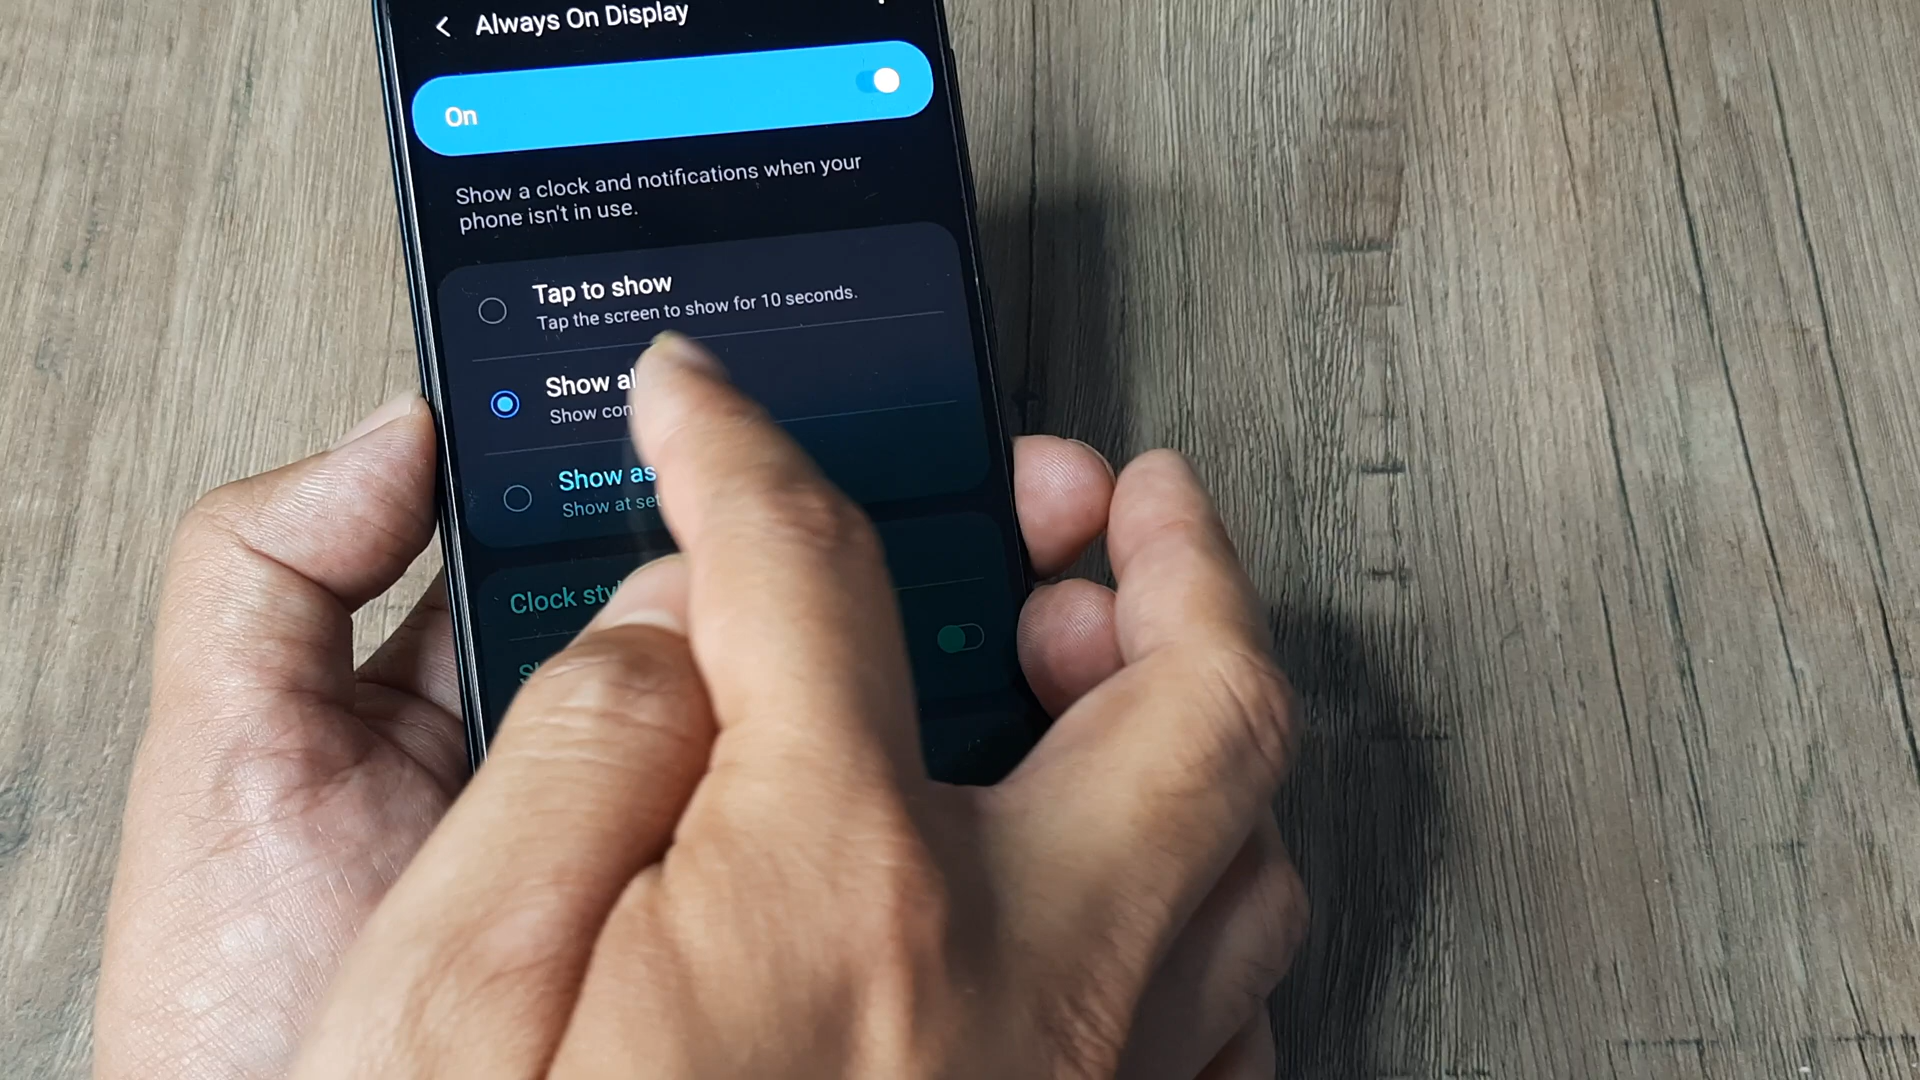 Always On Display
On
Show a clock and notifications when your
phone isn't in use.
Tap to show
Tap the screen to show for 10 seconds.
Show al
Show con
Show as
Show at set
Clock sty